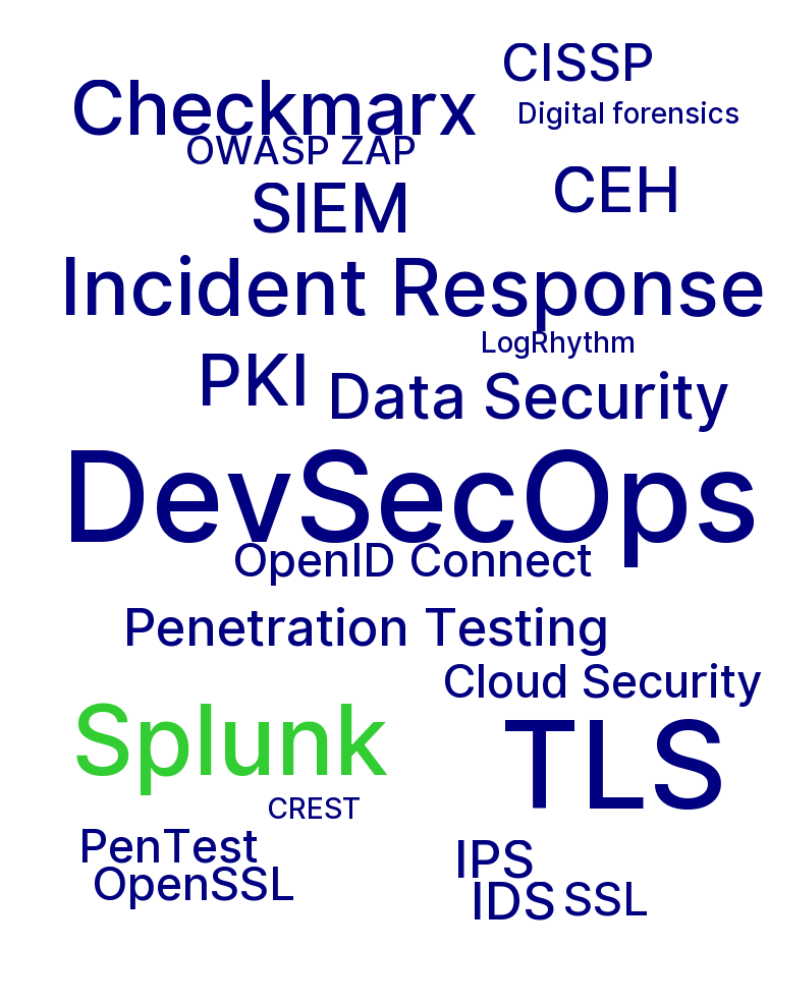 CISSP
Checkmarx
Digital forensics
OWASP ZAP
CEH
SIEM
Incident Response
LogRhythm
PKI
Data Security
DevSecOps
OpenID Connect
Penetration Testing
Cloud Security
Splunk
TLS
CREST
PenTest
IPS
OpenSSL
IDS
SSL